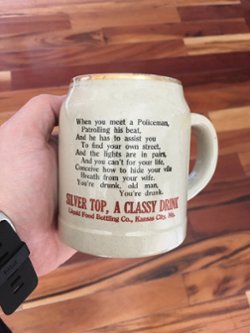 When you meet a Policeman,
Patrolling his beat,
And he has to assist you
To find your own street,
And the lights are in pairs,
And you can't for your life,
Conceive how to hide your vile
Breath from your wife.
You're drunk, old man,
You're drunk.
SILVER TOP, A CLASSY DRINK
Liquid Food Bottling Co., Kansas City, Mo.